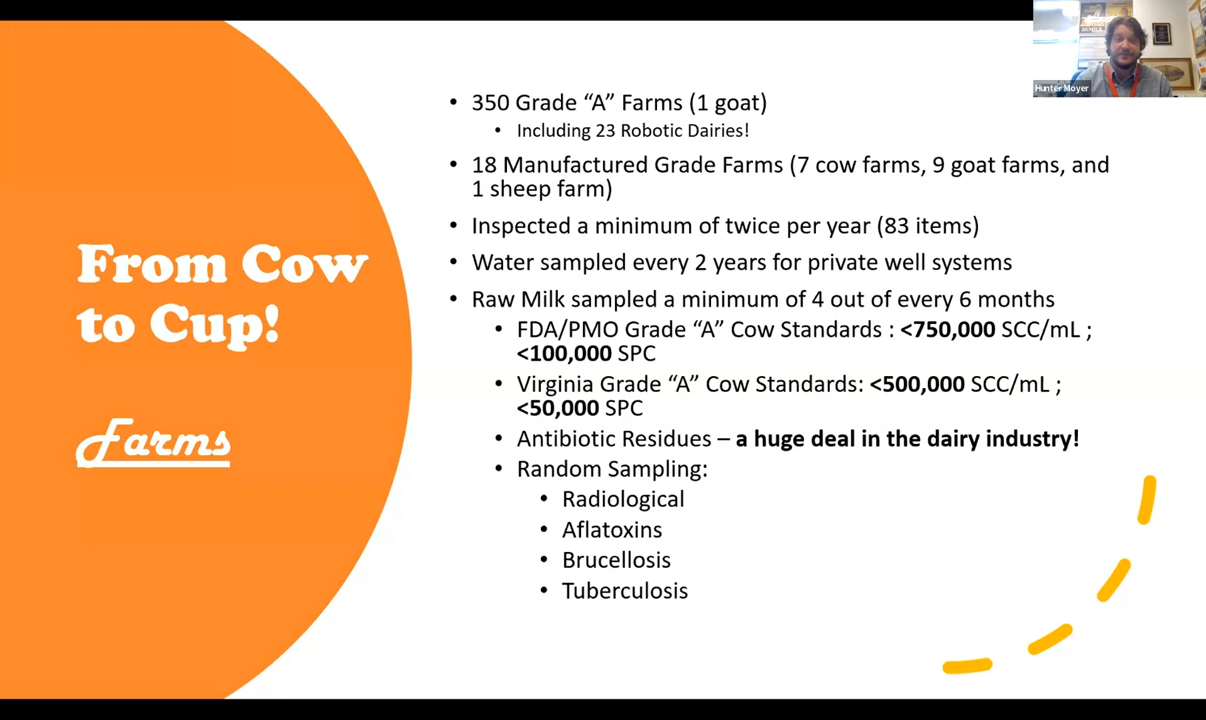 From Cow
to Cup!
Farms
• 350 Grade “A” Farms (1 goat)
• Including 23 Robotic Dairies!
• 18 Manufactured Grade Farms (7 cow farms, 9 goat farms, and
1 sheep farm)
• Inspected a minimum of twice per year (83 items)
• Water sampled every 2 years for private well systems
• Raw Milk sampled a minimum of 4 out of every 6 months
• FDA/PMO Grade “A” Cow Standards : <750,000 SCC/mL ;
<100,000 SPC
• Virginia Grade “A” Cow Standards: <500,000 SCC/mL ;
<50,000 SPC
• Antibiotic Residues – a huge deal in the dairy industry!
• Random Sampling:
• Radiological
• Aflatoxins
• Brucellosis
• Tuberculosis
Hunter Moyer